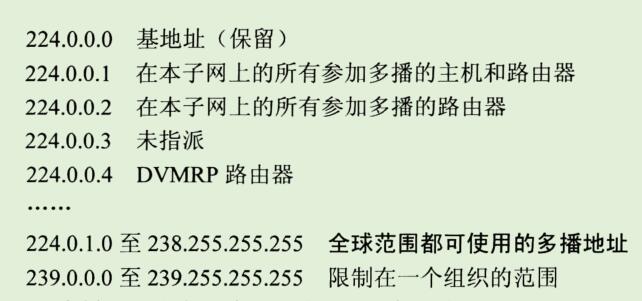 224.0.0.0 基地址（保留）
224.0.0.1 在本子网上的所有参加多播的主机和路由器
224.0.0.2 在本子网上的所有参加多播的路由器
224.0.0.3 未指派
224.0.0.4 DVMRP 路由器
……
224.0.1.0 至 238.255.255.255 全球范围都可使用的多播地址
239.0.0.0 至 239.255.255.255 限制在一个组织的范围